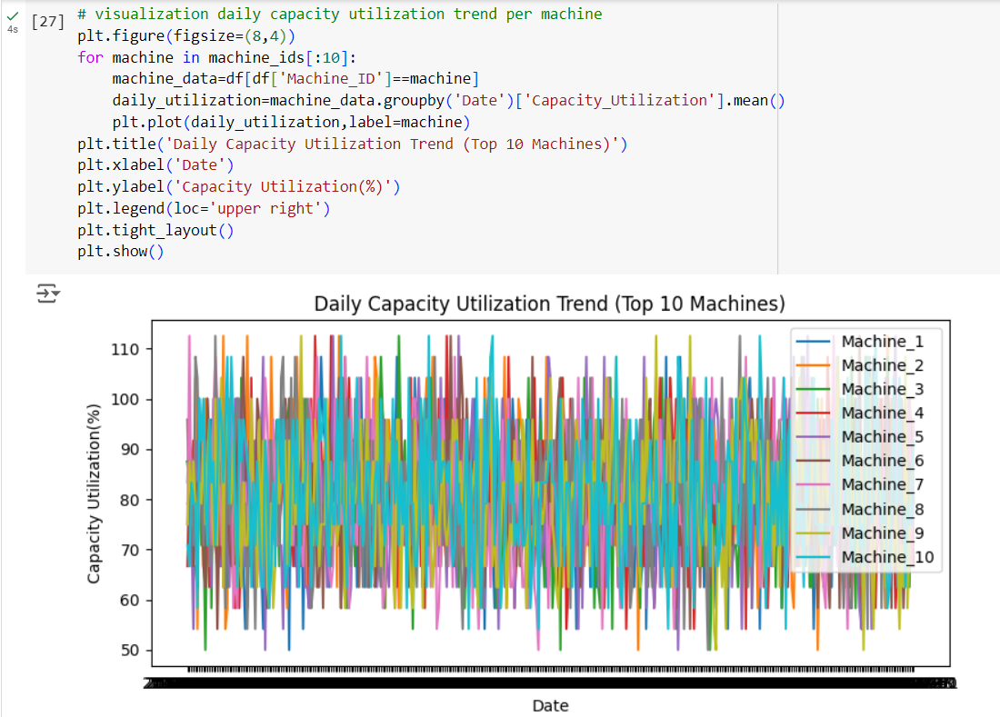 [27]
4s
# visualization daily capacity utilization trend per machine
plt.figure(figsize=(8,4))
for machine in machine_ids[:10]:
    machine_data=df[df['Machine_ID']==machine]
    daily_utilization=machine_data.groupby('Date')['Capacity_Utilization'].mean()
    plt.plot(daily_utilization,label=machine)
plt.title('Daily Capacity Utilization Trend (Top 10 Machines)')
plt.xlabel('Date')
plt.ylabel('Capacity Utilization(%)')
plt.legend(loc='upper right')
plt.tight_layout()
plt.show()
Daily Capacity Utilization Trend (Top 10 Machines)
Capacity Utilization(%)
110
100
90
80
70
60
50
Machine_1
Machine_2
Machine_3
Machine_4
Machine_5
Machine_6
Machine_7
Machine_8
Machine_9
Machine_10
Date